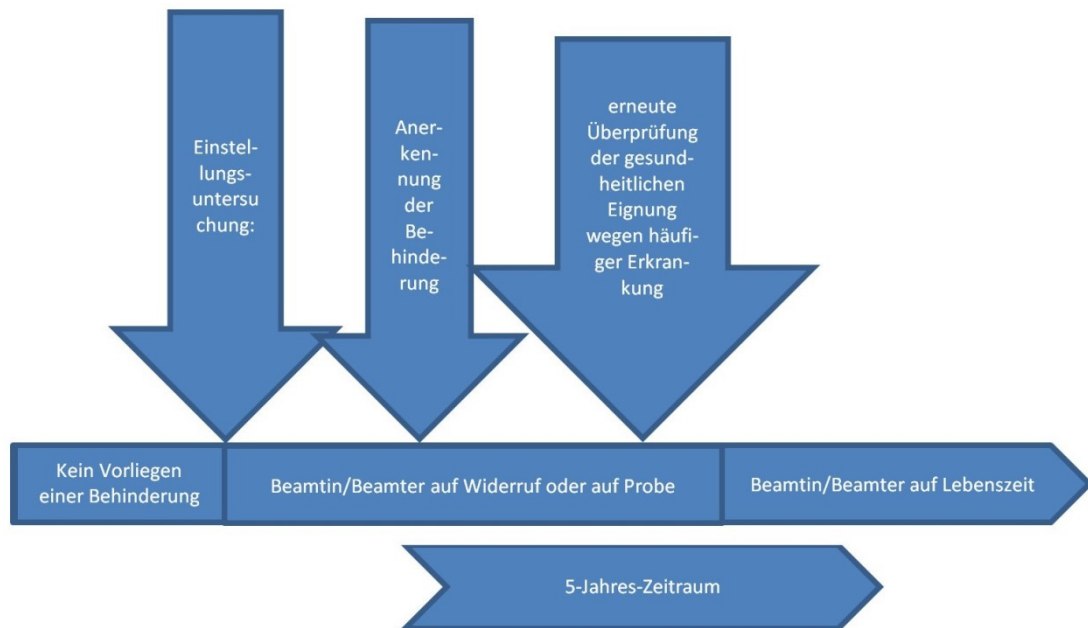 Einstel-
lungs-
untersu
chung:
Aner-
ken-
nung
der
Be-
hinde-
rung
erneute
Überprüfung
der gesund-
heitlichen
Eignung
wegen häufi-
ger Erkran-
kung
Kein Vorliegen
einer Behinderung
Beamtin/Beamter auf Widerruf oder auf Probe
Beamtin/Beamter auf Lebenszeit
5-Jahres-Zeitraum